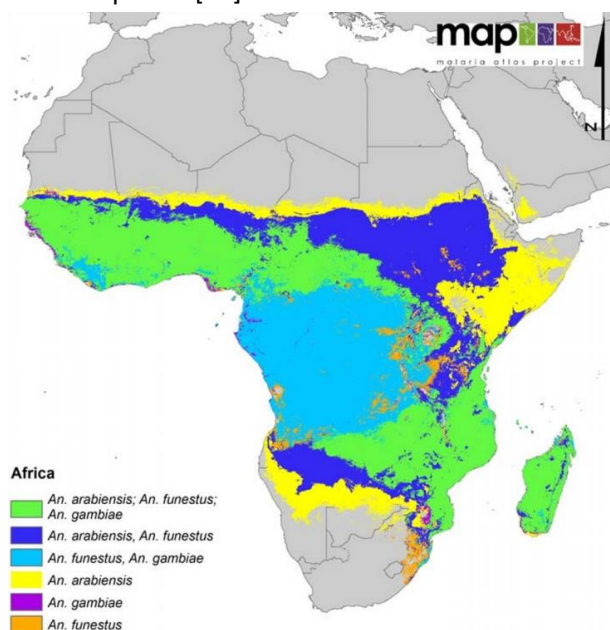 map
malaria atlas project
N
Africa
An. arabiensis; An. funestus;
An. gambiae
An. arabiensis, An. funestus
An. funestus, An. gambiae
An. arabiensis
An. gambiae
An. funestus